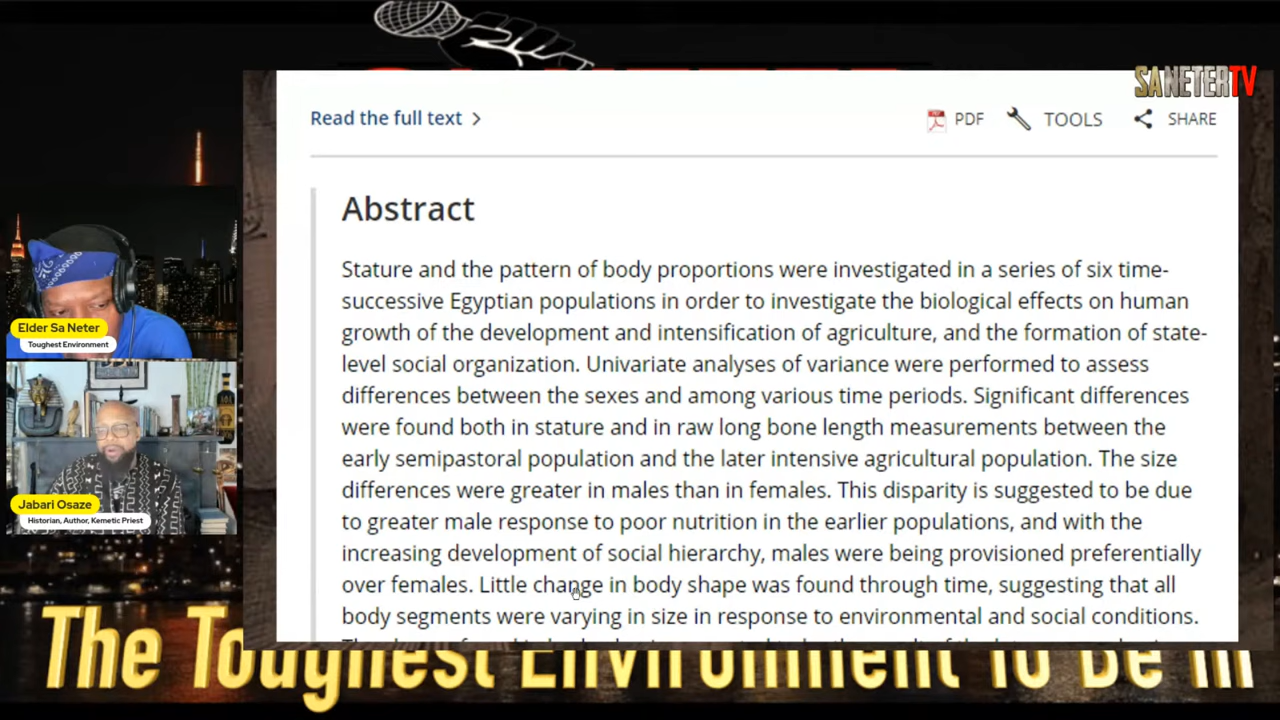 SANETERTV
Read the full text >
PDF
TOOLS
SHARE
Abstract
Stature and the pattern of body proportions were investigated in a series of six time-
successive Egyptian populations in order to investigate the biological effects on human
growth of the development and intensification of agriculture, and the formation of state-
level social organization. Univariate analyses of variance were performed to assess
differences between the sexes and among various time periods. Significant differences
were found both in stature and in raw long bone length measurements between the
early semipastoral population and the later intensive agricultural population. The size
differences were greater in males than in females. This disparity is suggested to be due
to greater male response to poor nutrition in the earlier populations, and with the
increasing development of social hierarchy, males were being provisioned preferentially
over females. Little change in body shape was found through time, suggesting that all
body segments were varying in size in response to environmental and social conditions.
Elder Sa Neter
Toughest Environment
Jabari Osaze
Historian, Author, Kemetic Priest
The Toughest Environment To Be In